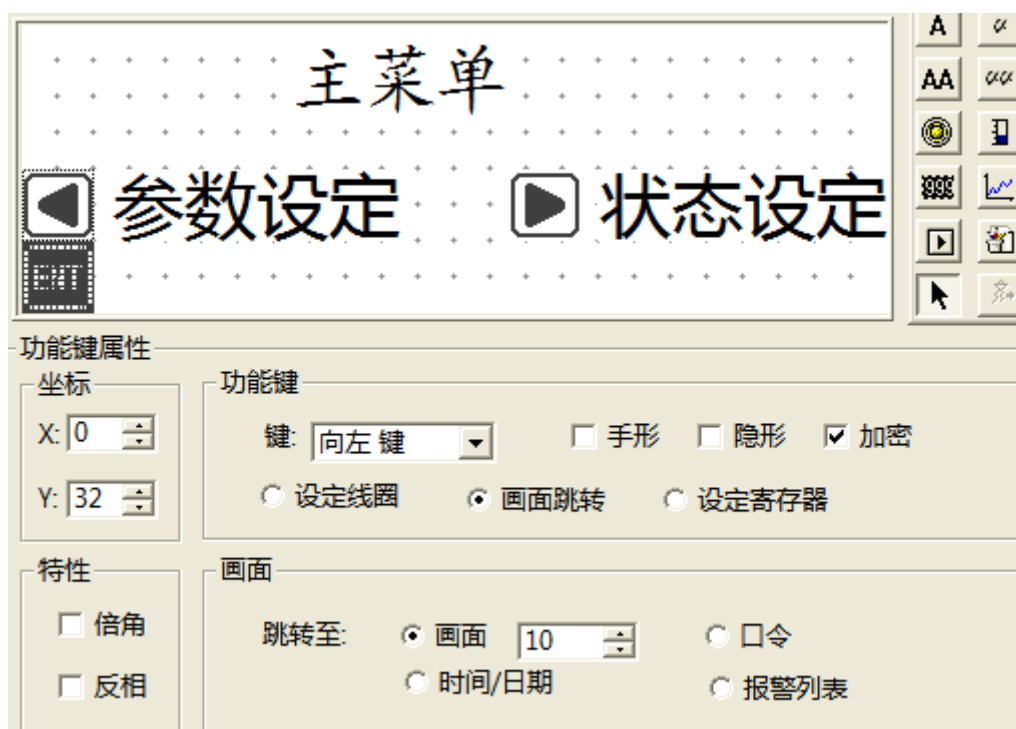 主菜单
A
AA
参数设定 状态设定
ENT
功能键属性
坐标
X: 0
Y: 32
功能键
键: 向左 键 手形 隐形 加密
设定线圈 画面跳转 设定寄存器
特性
倍角
反相
画面
跳转至: 画面 10 口令
时间/日期 报警列表